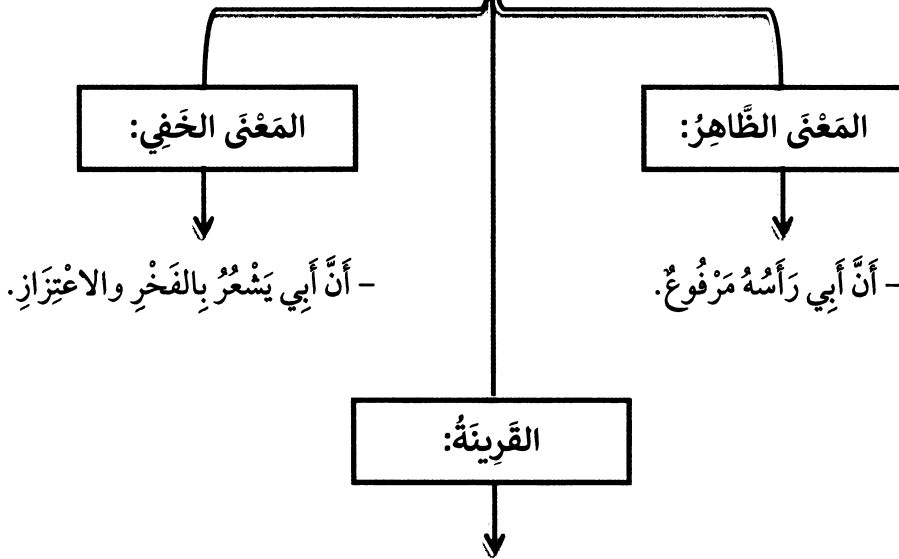 المَعْنَى الظَّاهِرُ:
المَعْنَى الخَفِي:
– أَنَّ أَبِي رَأَسُهُ مَرْفُوعٌ.
– أَنَّ أَبِي يَشْعُرُ بِالفَخْرِ والاعْتِزَازِ.
القَرِينَةُ: